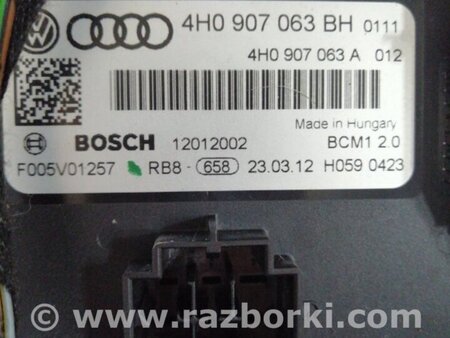 4H0 907 063 BH 0111
4H0 907 063 A 012
Made in Hungary
BOSCH 12012002 BCM1 2.0
F005V01257 RB8 - 658 23.03.12 H059 0423
© www.razborki.com